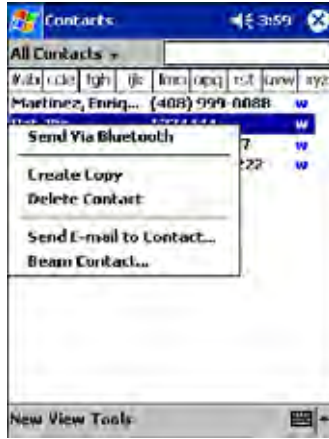 Contacts 3:59
All Contacts
#ab cde fgh ijk lmn opq rst uvw xyz
Martinez, Enriq... (408) 999-0088 w
w
7 w
222 w
Send Via Bluetooth
Create Copy
Delete Contact
Send E-mail to Contact...
Beam Contact...
New View Tools